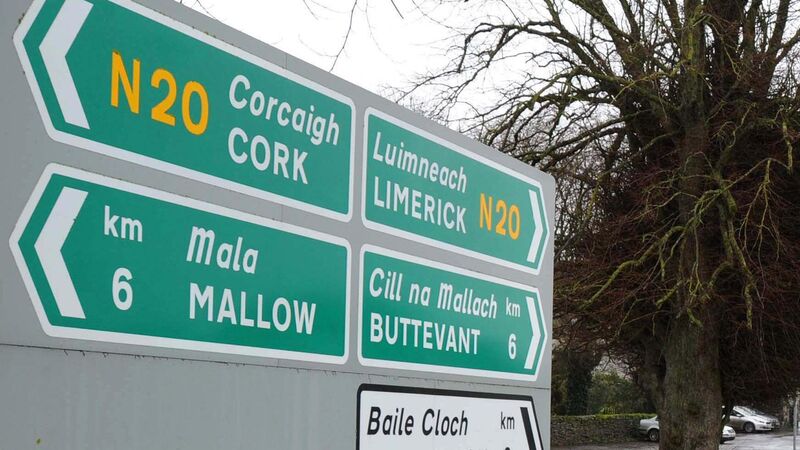 N20 Corcaigh
CORK
Luimneach
LIMERICK N20
km Mala
6 MALLOW
Cill na Mallach km
BUTTEVANT 6
Baile Cloch km